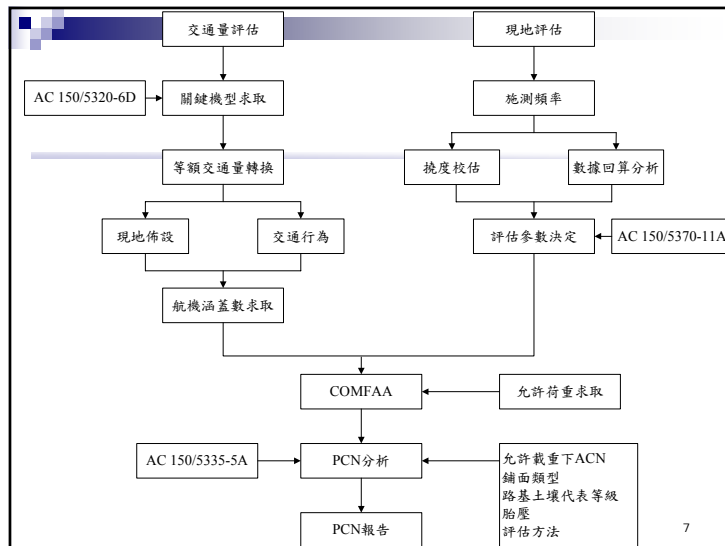 交通量評估
現地評估
AC 150/5320-6D
關鍵機型求取
施測頻率
等額交通量轉換
撓度校估
數據回算分析
現地佈設
交通行為
評估參數決定
AC 150/5370-11A
航機涵蓋數求取
COMFAA
允許荷重求取
AC 150/5335-5A
PCN分析
允許載重下ACN
鋪面類型
路基土壤代表等級
胎壓
評估方法
PCN報告
7